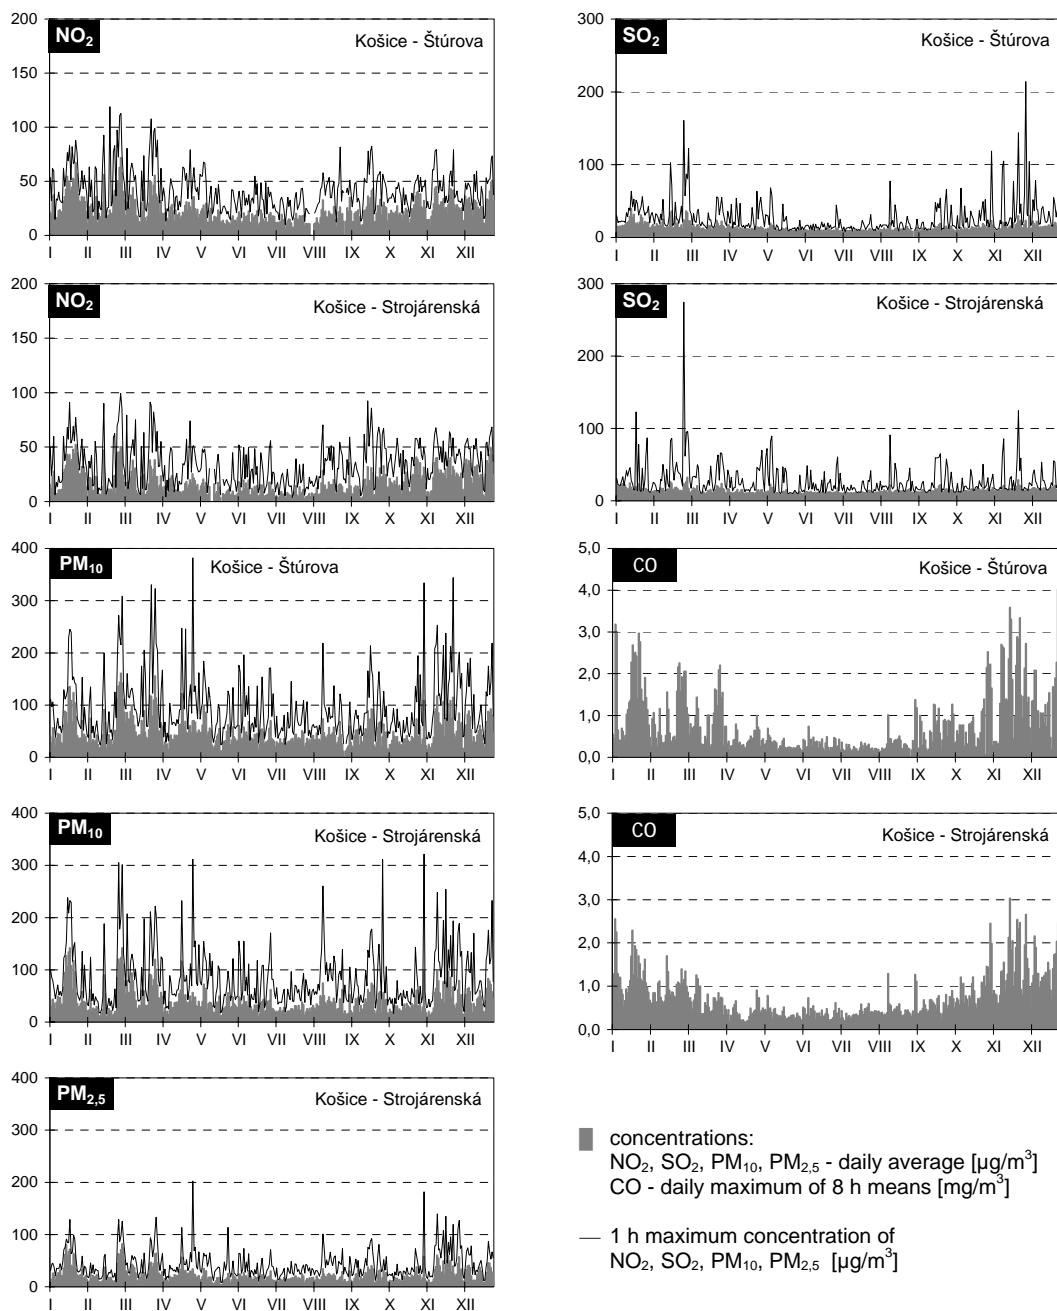 NO₂
Košice - Štúrova
200
150
100
50
0
I II III IV V VI VII VIII IX X XI XII
SO₂
Košice - Štúrova
300
200
100
0
I II III IV V VI VII VIII IX X XI XII
NO₂
Košice - Strojárenská
200
150
100
50
0
I II III IV V VI VII VIII IX X XI XII
SO₂
Košice - Strojárenská
300
200
100
0
I II III IV V VI VII VIII IX X XI XII
PM₁₀
Košice - Štúrova
400
300
200
100
0
I II III IV V VI VII VIII IX X XI XII
CO
Košice - Štúrova
5,0
4,0
3,0
2,0
1,0
0,0
I II III IV V VI VII VIII IX X XI XII
PM₁₀
Košice - Strojárenská
400
300
200
100
0
I II III IV V VI VII VIII IX X XI XII
CO
Košice - Strojárenská
5,0
4,0
3,0
2,0
1,0
0,0
I II III IV V VI VII VIII IX X XI XII
PM₂,₅
Košice - Strojárenská
400
300
200
100
0
I II III IV V VI VII VIII IX X XI XII
concentrations:
NO₂, SO₂, PM₁₀, PM₂,₅ - daily average [µg/m³]
CO - daily maximum of 8 h means [mg/m³]
1 h maximum concentration of
NO₂, SO₂, PM₁₀, PM₂,₅ [µg/m³]